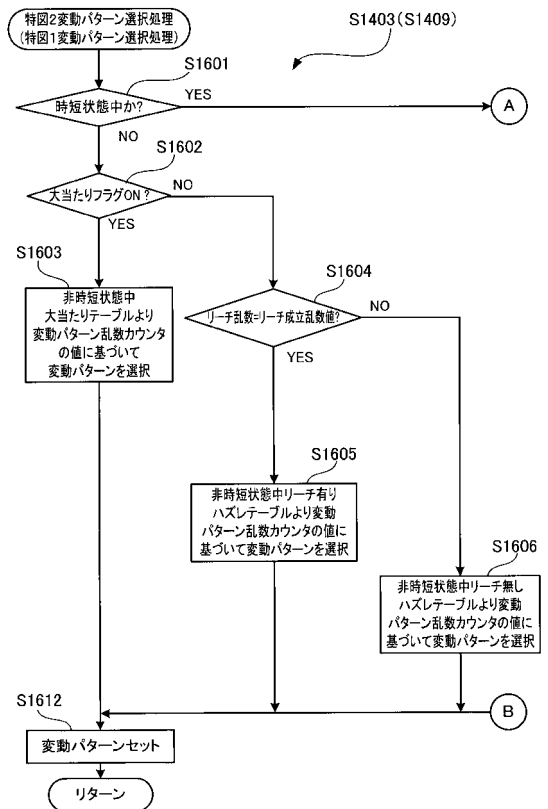 特図2変動パターン選択処理
(特図1変動パターン選択処理)
S1403(S1409)
S1601
時短状態中か?
YES
A
NO
S1602
大当たりフラグON?
NO
YES
S1603
非時短状態中
大当たりテーブルより
変動パターン乱数カウンタ
の値に基づいて
変動パターンを選択
S1604
リーチ乱数=リーチ成立乱数値?
NO
YES
S1605
非時短状態中リーチ有り
ハズレテーブルより変動
パターン乱数カウンタの値に
基づいて変動パターンを選択
S1606
非時短状態中リーチ無し
ハズレテーブルより変動
パターン乱数カウンタの値に
基づいて変動パターンを選択
B
S1612
変動パターンセット
リターン